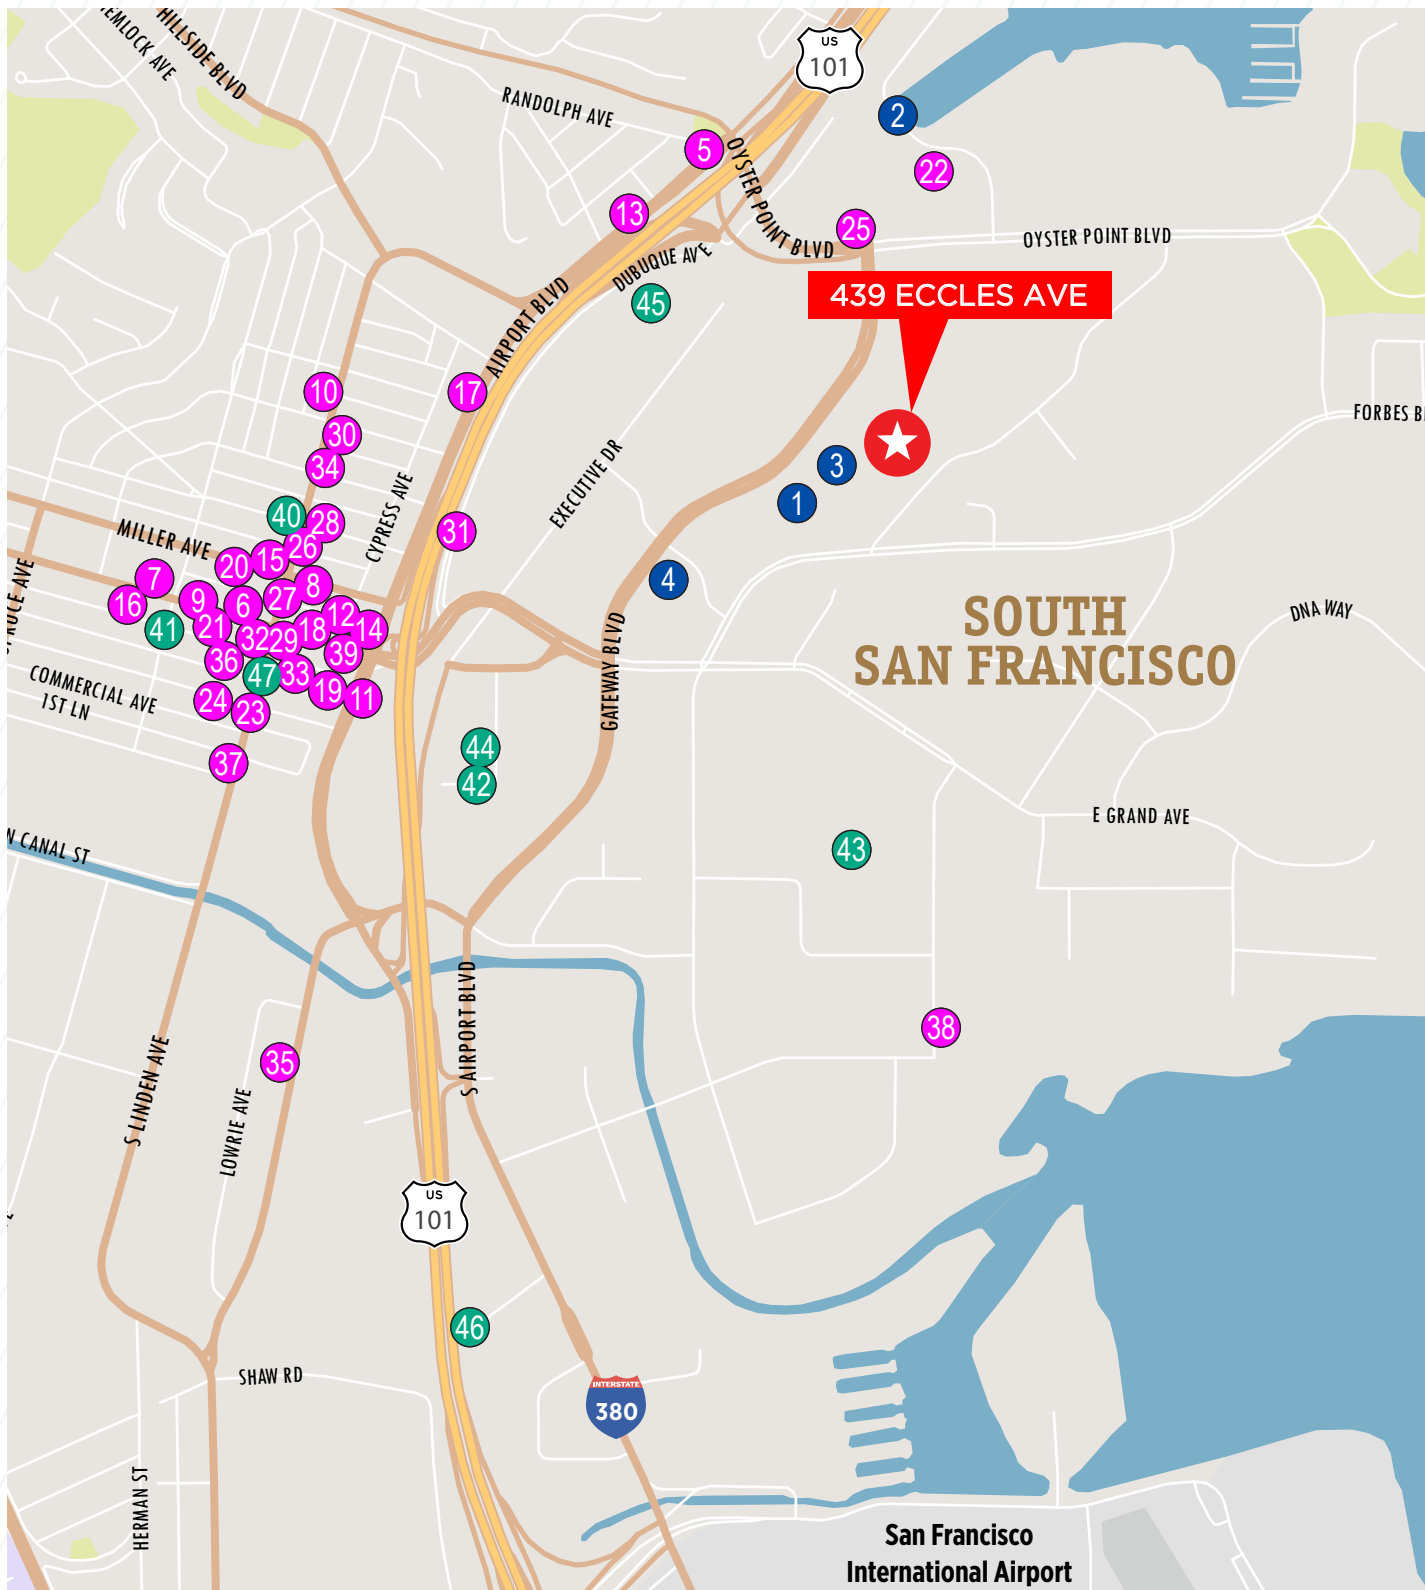 HILLSIDE BLVD
US
101
RANDOLPH AVE
2
5
OYSTER POINT BLVD
22
13
25
OYSTER POINT BLVD
DUBUQUE AVE
45
439 ECCLES AVE
AIRPORT BLVD
10
17
FORBES
30
3
34
EXECUTIVE DR
1
CYPRESS AVE
40
28
31
MILLER AVE
26
15
20
7
4
8
9
27
16
6
SOUTH
SAN FRANCISCO
DNA WAY
12
21
41
18
14
32
29
39
36
GATEWAY BLVD
47
33
COMMERCIAL AVE
1ST LN
19
24
11
23
44
37
42
E GRAND AVE
N CANAL ST
43
S AIRPORT BLVD
38
35
S LINDEN AVE
LOWRIE AVE
US
101
46
SHAW RD
INTERSTATE
380
HERMAN ST
San Francisco
International Airport